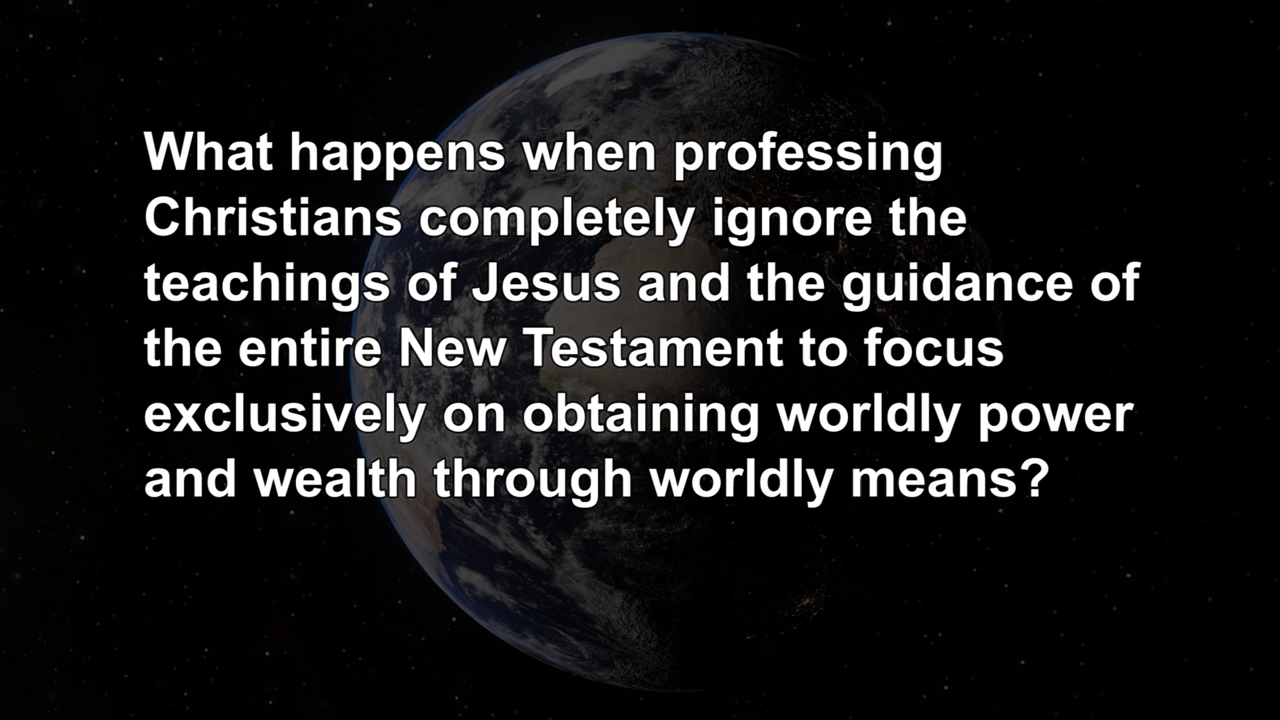 What happens when professing
Christians completely ignore the
teachings of Jesus and the guidance of
the entire New Testament to focus
exclusively on obtaining worldly power
and wealth through worldly means?